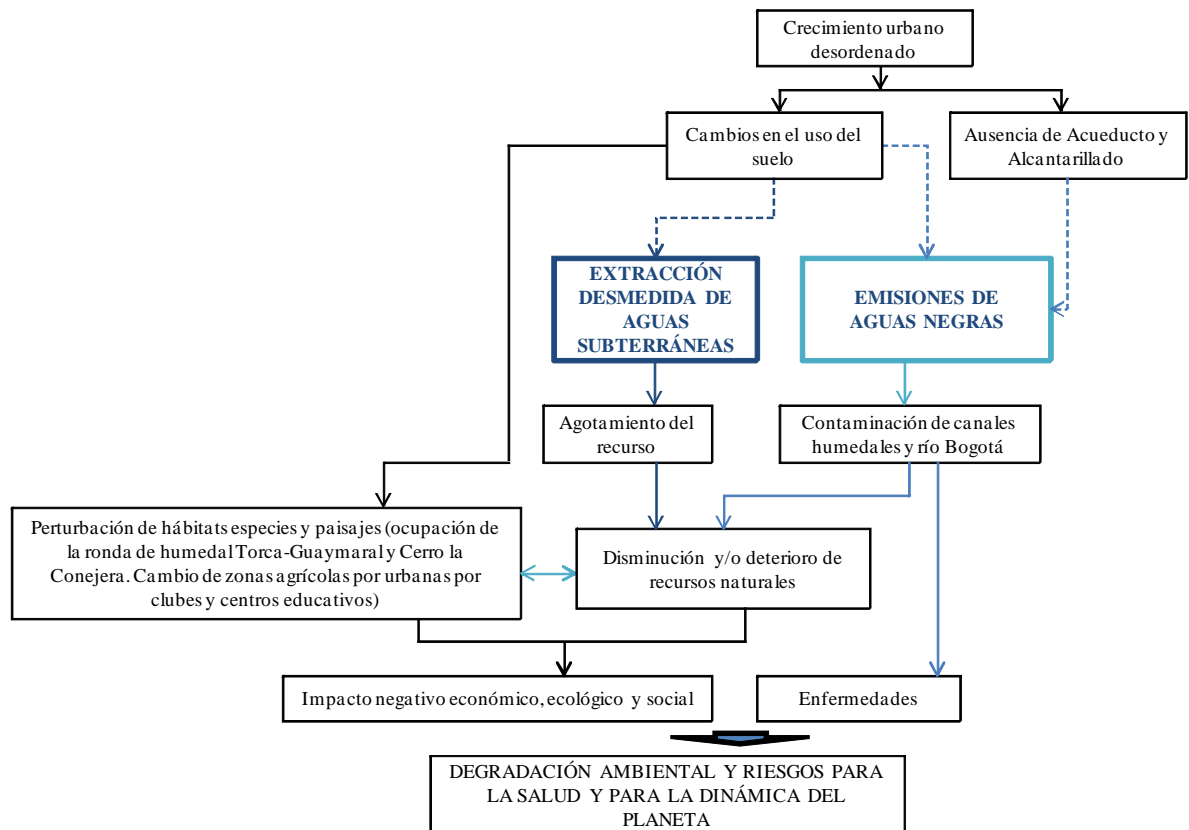 Crecimiento urbano
desordenado
Cambios en el uso del
suelo
Ausencia de Acueducto y
Alcantarillado
EXTRACCIÓN
DESMEDIDA DE
AGUAS
SUBTERRÁNEAS
EMISIONES DE
AGUAS NEGRAS
Agotamiento del
recurso
Contaminación de canales
humedales y río Bogotá
Perturbación de hábitats especies y paisajes (ocupación de
la ronda de humedal Torca-Guaymaral y Cerro la
Conejera. Cambio de zonas agrícolas por urbanas por
clubes y centros educativos)
Disminución y/o deterioro de
recursos naturales
Impacto negativo económico, ecológico y social
Enfermedades
DEGRADACIÓN AMBIENTAL Y RIESGOS PARA
LA SALUD Y PARA LA DINÁMICA DEL
PLANETA